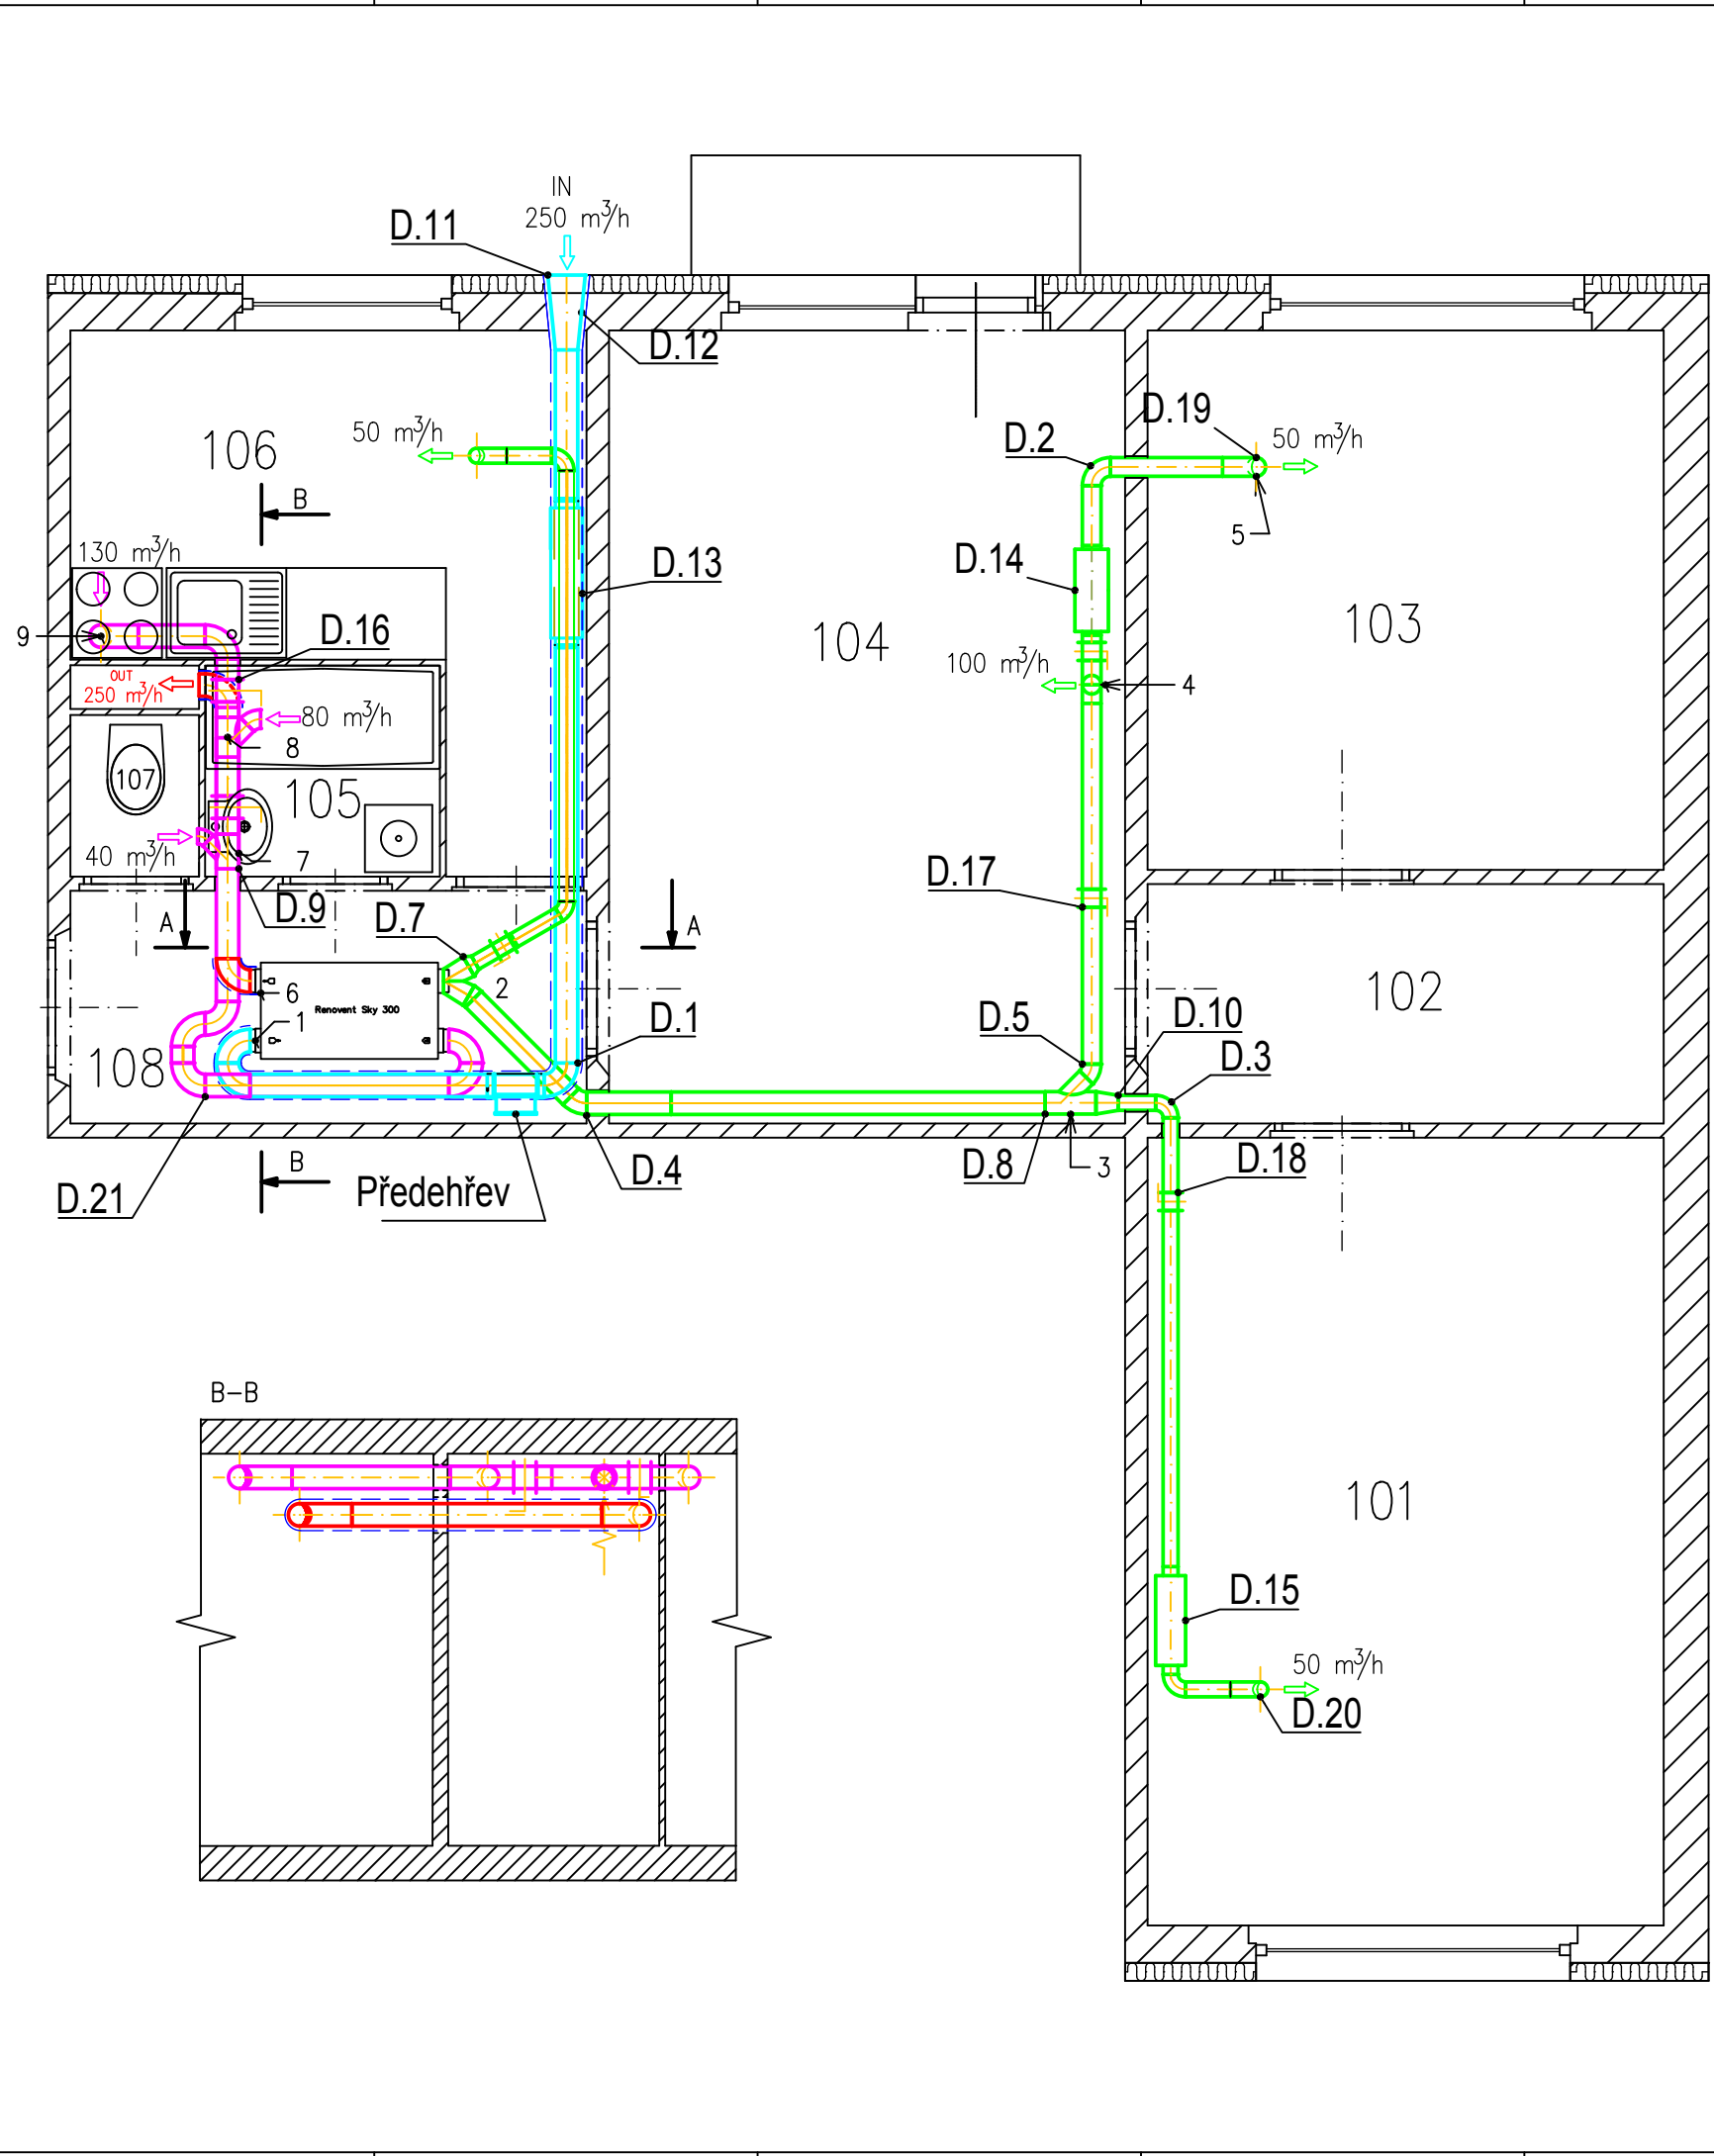 IN
250 m³/h
D.11
D.12
106
50 m³/h
D.2
D.19
50 m³/h
B
5
130 m³/h
D.13
D.14
9
D.16
104
103
100 m³/h
4
OUT
250 m³/h
80 m³/h
8
107
105
40 m³/h
7
D.17
D.9
D.7
A
A
6
2
Renovent Sky 300
1
D.1
D.5
D.10
102
108
D.3
D.21
B
Předehřev
D.4
D.8
3
D.18
B-B
101
D.15
50 m³/h
D.20